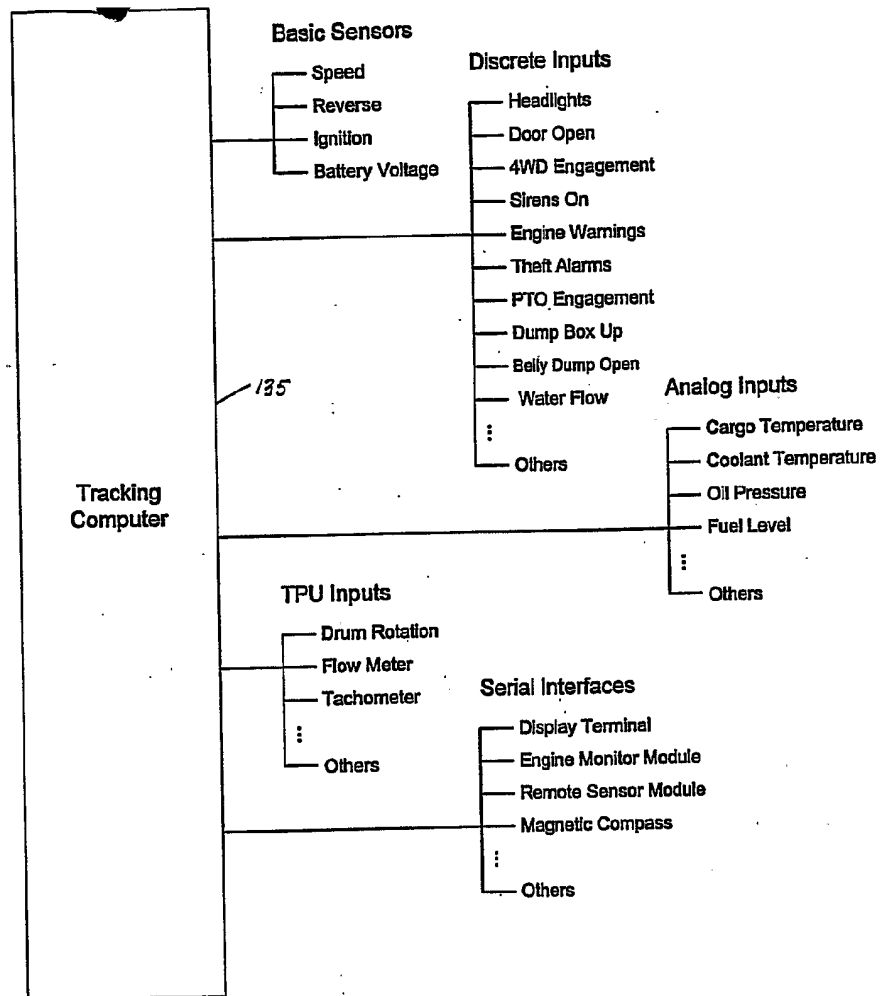 Basic Sensors
Speed
Reverse
Ignition
Battery Voltage
Discrete Inputs
Headlights
Door Open
4WD Engagement
Sirens On
Engine Warnings
Theft Alarms
PTO Engagement
Dump Box Up
Belly Dump Open
Water Flow
Others
135
Tracking
Computer
Analog Inputs
Cargo Temperature
Coolant Temperature
Oil Pressure
Fuel Level
Others
TPU Inputs
Drum Rotation
Flow Meter
Tachometer
Others
Serial Interfaces
Display Terminal
Engine Monitor Module
Remote Sensor Module
Magnetic Compass
Others